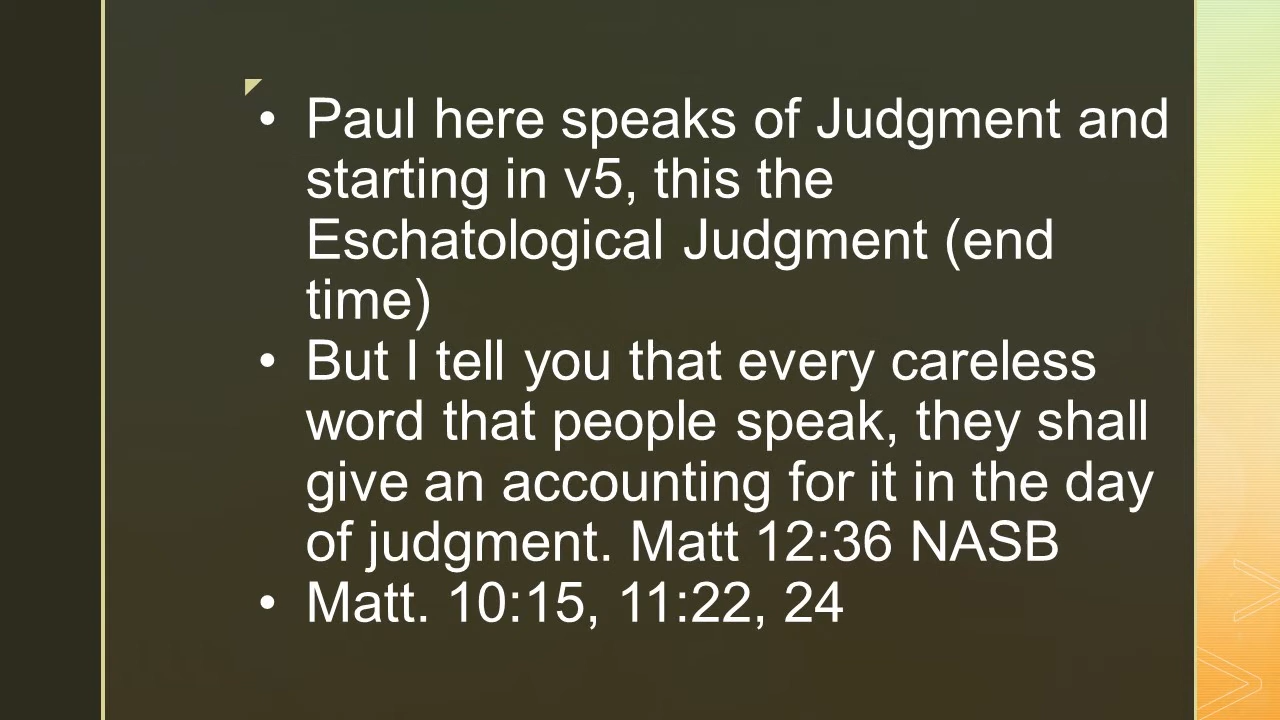 • Paul here speaks of Judgment and
starting in v5, this the
Eschatological Judgment (end
time)
• But I tell you that every careless
word that people speak, they shall
give an accounting for it in the day
of judgment. Matt 12:36 NASB
• Matt. 10:15, 11:22, 24